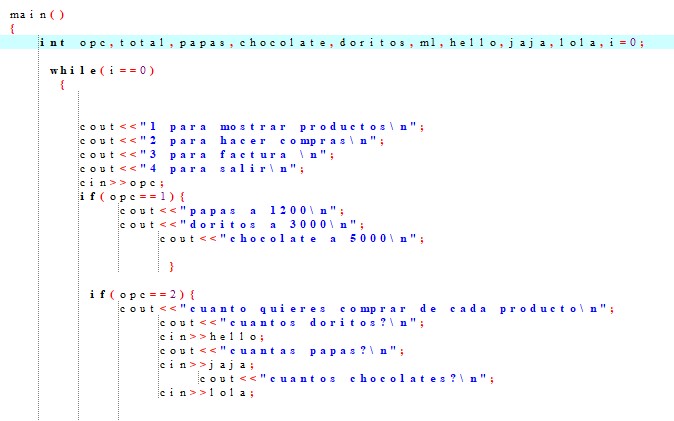 main()
{
int opc,total,papas,chocolate,doritos,ml,hello,jaja,lola,i=0;
while(i==0)
{
cout<<"1 para mostrar productos\n";
cout<<"2 para hacer compras\n";
cout<<"3 para factura \n";
cout<<"4 para salir\n";
cin>>opc;
if(opc==1){
cout<<"papas a 1200\n";
cout<<"doritos a 3000\n";
cout<<"chocolate a 5000\n";
}
if(opc==2){
cout<<"cuanto quieres comprar de cada producto\n";
cout<<"cuantos doritos?\n";
cin>>hello;
cout<<"cuantas papas?\n";
cin>>jaja;
cout<<"cuantos chocolates?\n";
cin>>lola;